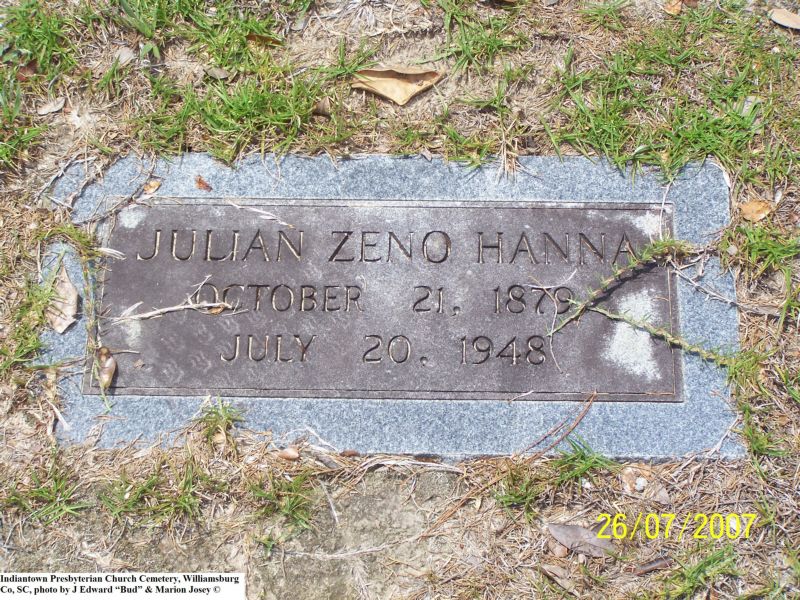 JULIAN ZENO HANNA
OCTOBER 21, 1879
JULY 20, 1948
26/07/2007
Indiantown Presbyterian Church Cemetery, Williamsburg
Co, SC, photo by J Edward “Bud” & Marion Josey ©